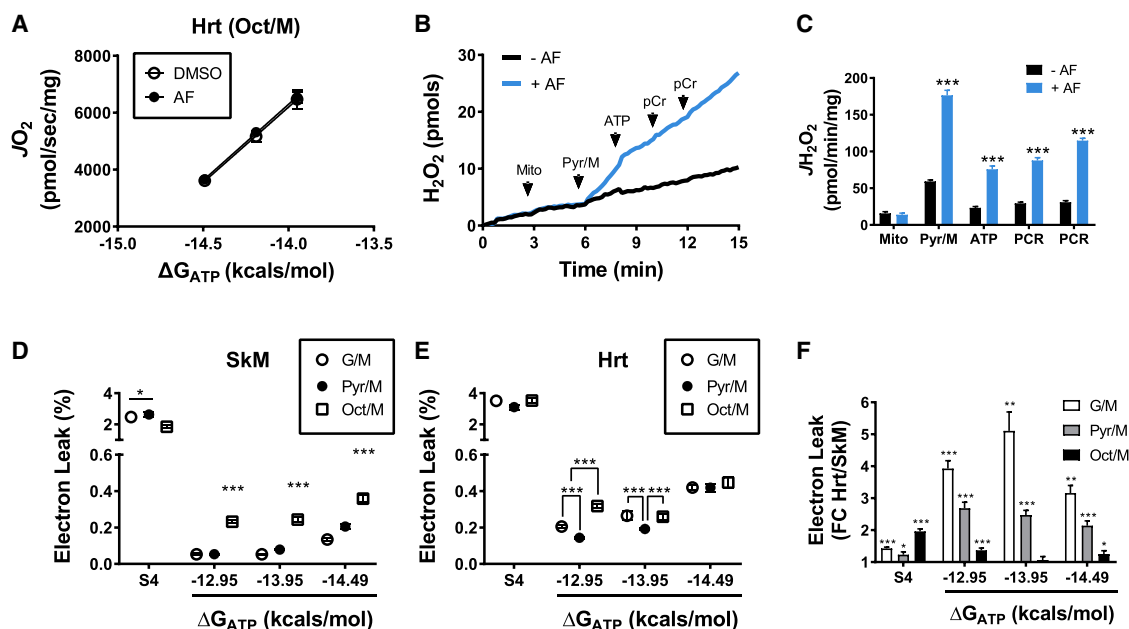 A
Hrt (Oct/M)
DMSO
AF
JO2
(pmol/sec/mg)
8000
6000
4000
2000
-15.0 -14.5 -14.0 -13.5
ΔGATP (kcals/mol)
B
- AF
+ AF
H2O2 (pmols)
30
20
10
0
Mito
Pyr/M
ATP
pCr
pCr
0 3 6 9 12 15
Time (min)
C
- AF
+ AF
JH2O2
(pmol/min/mg)
200
150
100
50
0
***
***
***
***
Mito Pyr/M ATP PCR PCR
D
SkM
G/M
Pyr/M
Oct/M
Electron Leak (%)
4
2
0.6
0.4
0.2
0.0
*
***
***
***
S4 -12.95 -13.95 -14.49
ΔGATP (kcals/mol)
E
Hrt
G/M
Pyr/M
Oct/M
Electron Leak (%)
4
2
0.6
0.4
0.2
0.0
***
***
*** ***
S4 -12.95 -13.95 -14.49
ΔGATP (kcals/mol)
F
G/M
Pyr/M
Oct/M
Electron Leak
(FC Hrt/SkM)
6
5
4
3
2
1
*** * ***
*** *** ***
** ***
** *** *
S4 -12.95 -13.95 -14.49
ΔGATP (kcals/mol)